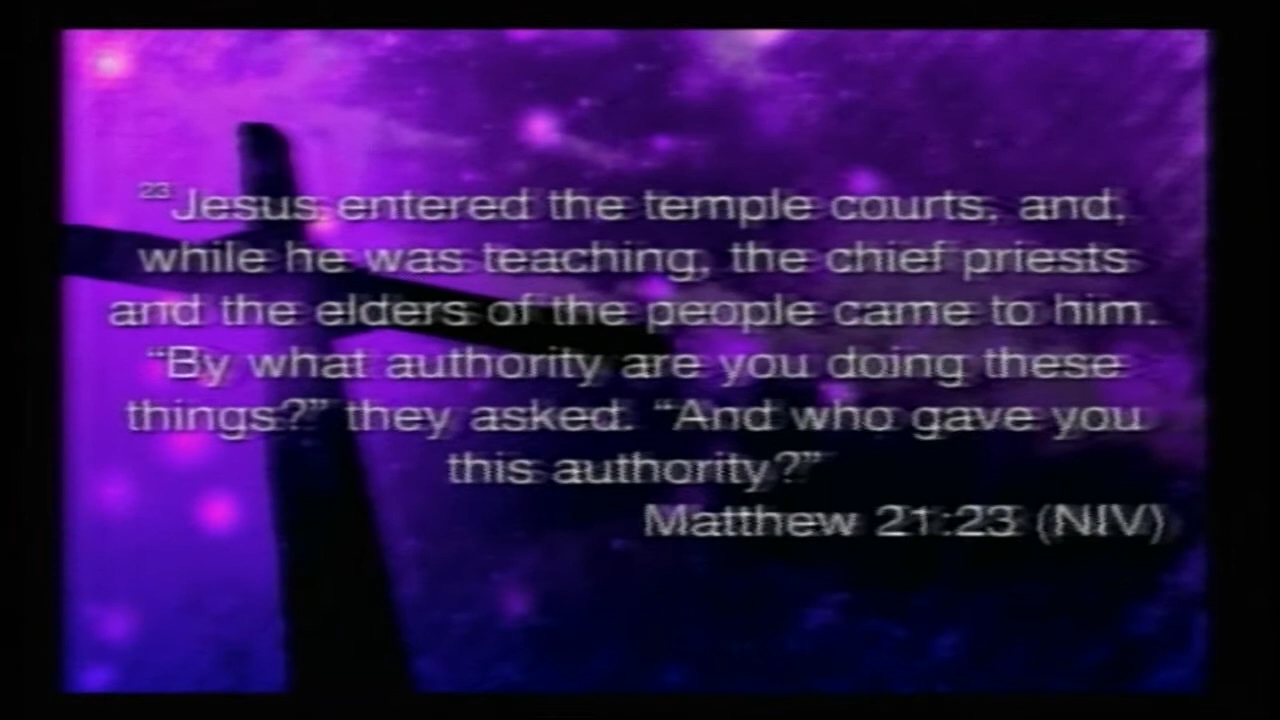 23 Jesus entered the temple courts, and,
while he was teaching, the chief priests
and the elders of the people came to him.
“By what authority are you doing these
things?” they asked. “And who gave you
this authority?”
Matthew 21:23 (NIV)